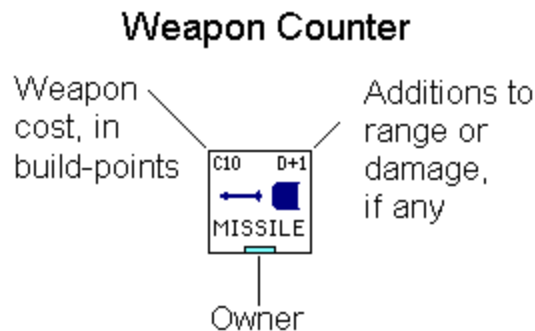 Weapon Counter
Weapon
cost, in
build-points
Additions to
range or
damage,
if any
C10 D+1
MISSILE
Owner